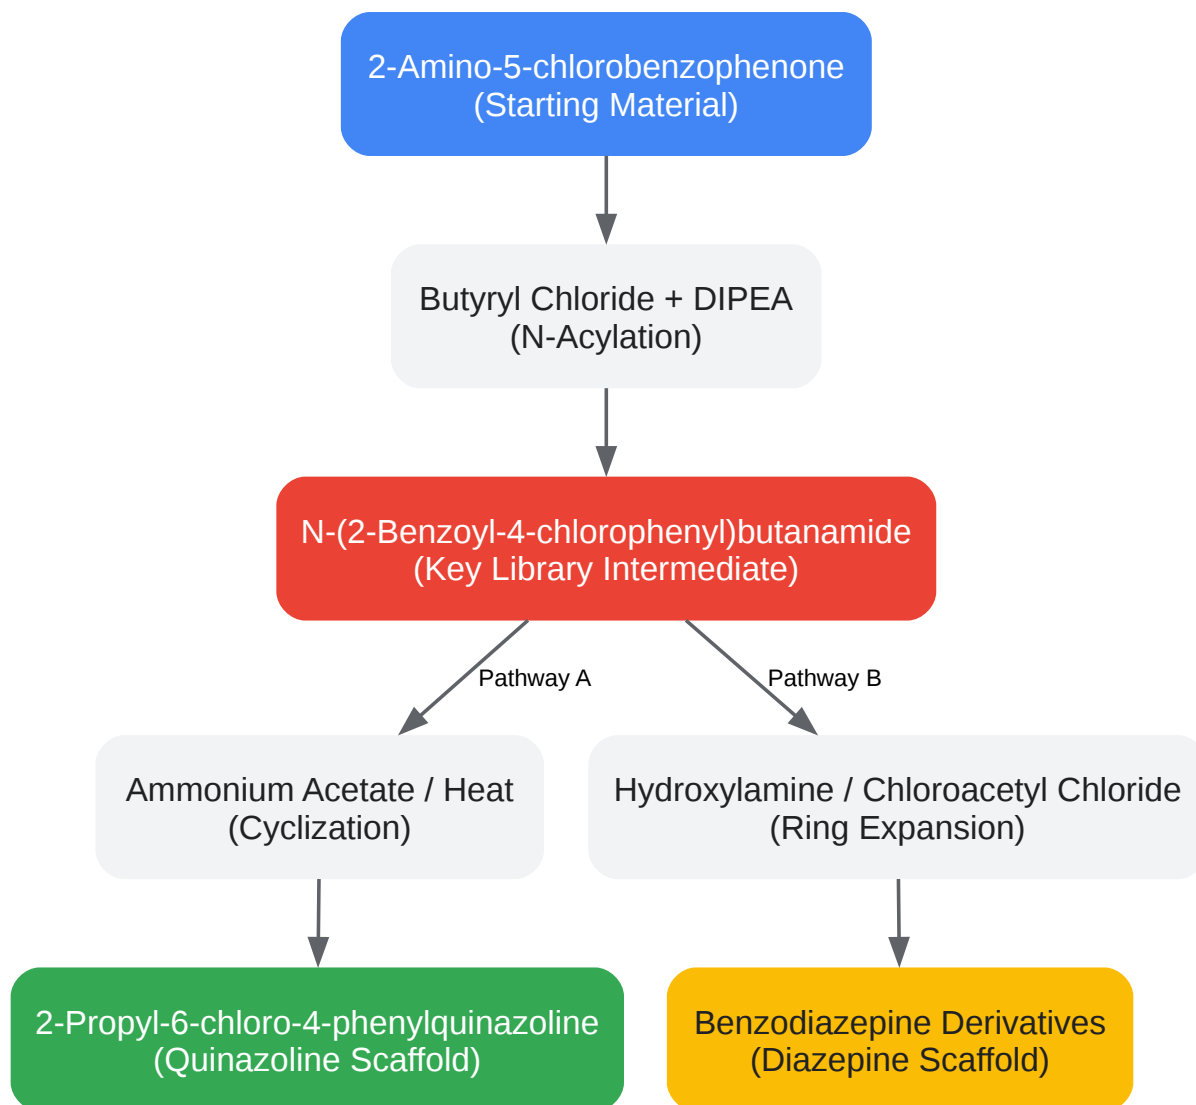 2-Amino-5-chlorobenzophenone
(Starting Material)
Butyryl Chloride + DIPEA
(N-Acylation)
N-(2-Benzoyl-4-chlorophenyl)butanamide
(Key Library Intermediate)
Pathway A
Pathway B
Ammonium Acetate / Heat
(Cyclization)
Hydroxylamine / Chloroacetyl Chloride
(Ring Expansion)
2-Propyl-6-chloro-4-phenylquinazoline
(Quinazoline Scaffold)
Benzodiazepine Derivatives
(Diazepine Scaffold)